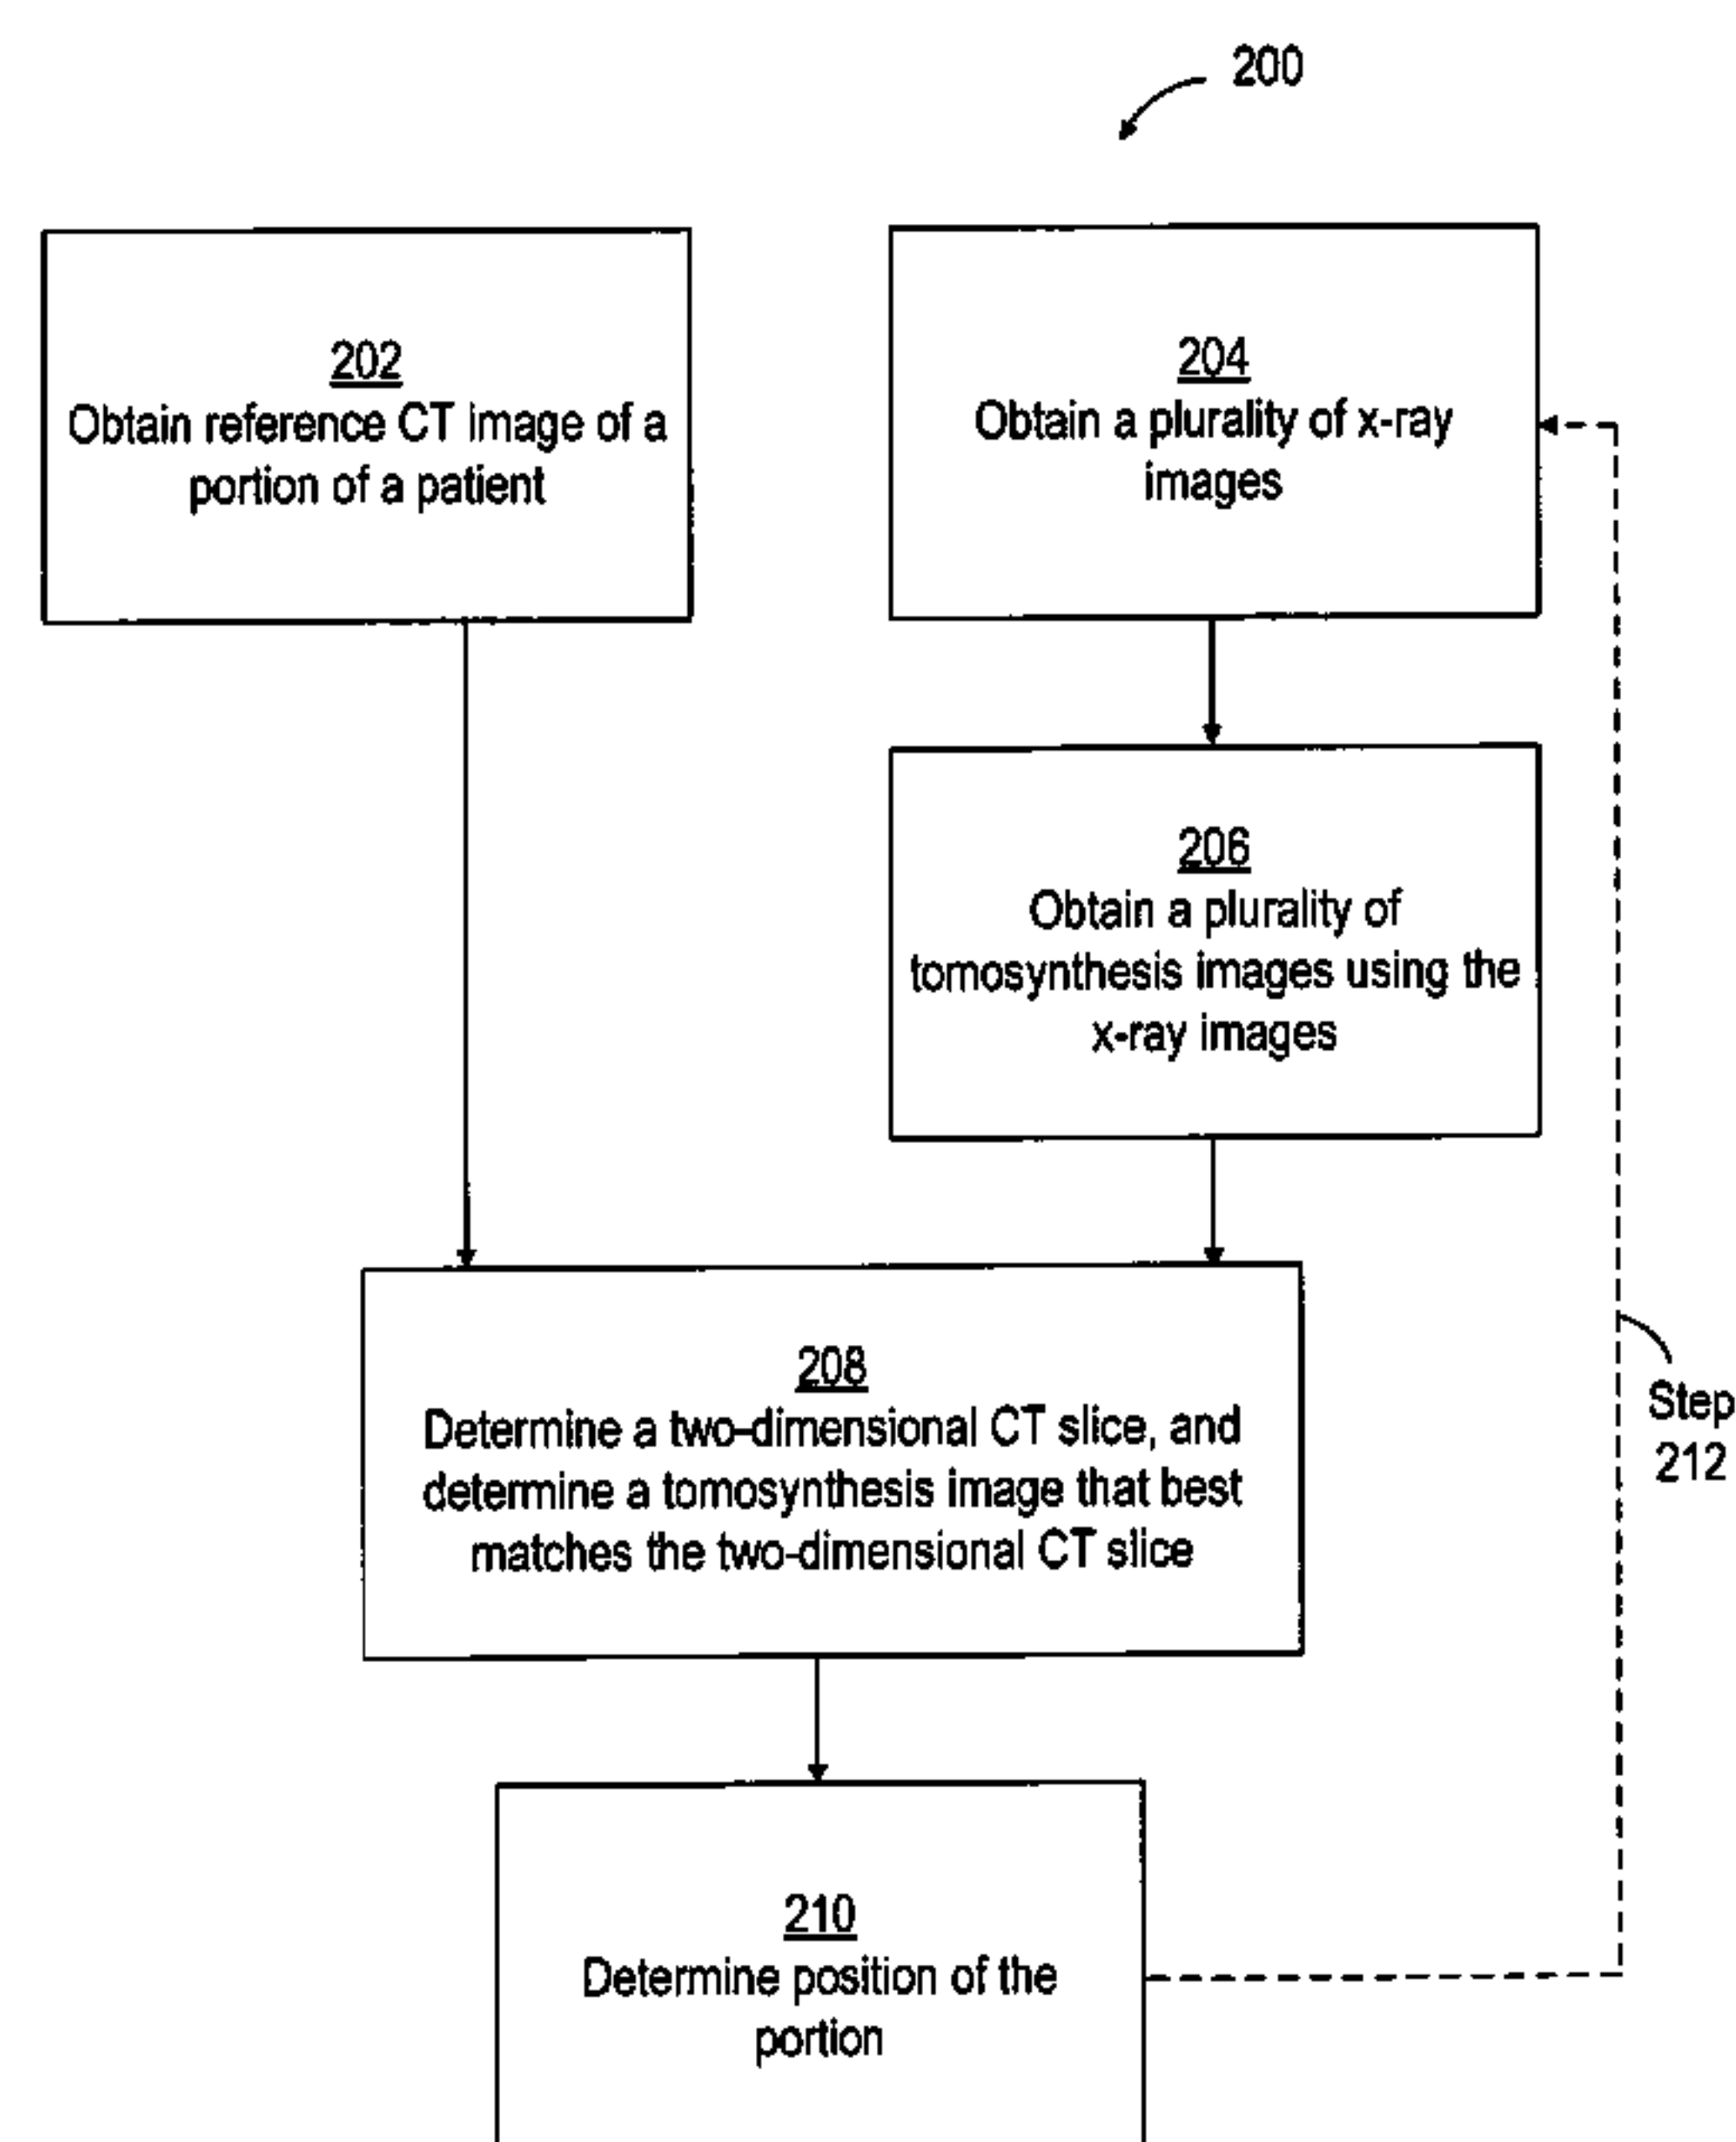 200
202
Obtain reference CT image of a
portion of a patient
204
Obtain a plurality of x-ray
images
206
Obtain a plurality of
tomosynthesis images using the
x-ray images
208
Determine a two-dimensional CT slice, and
determine a tomosynthesis image that best
matches the two-dimensional CT slice
Step
212
210
Determine position of the
portion